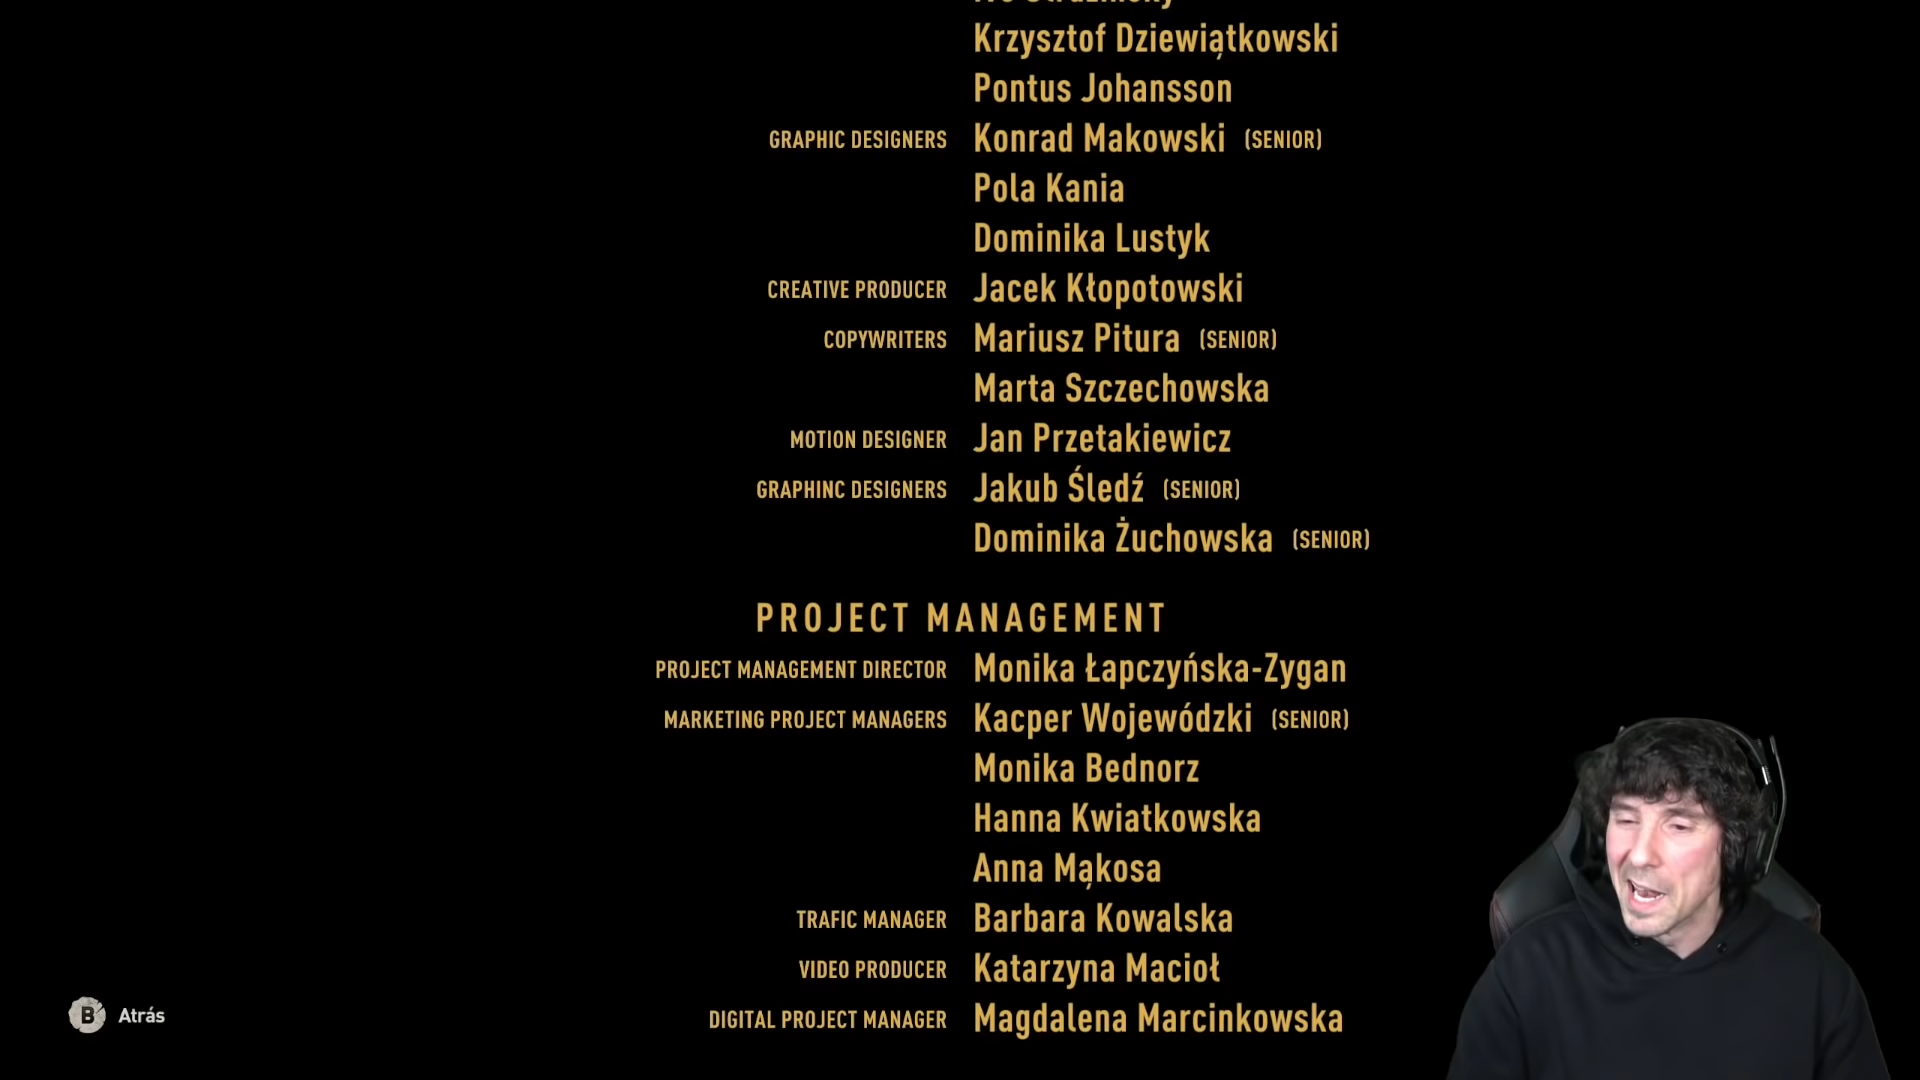 Krzysztof Dziewiątkowski
Pontus Johansson
GRAPHIC DESIGNERS Konrad Makowski (SENIOR)
Pola Kania
Dominika Lustyk
CREATIVE PRODUCER Jacek Kłopotowski
COPYWRITERS Mariusz Pitura (SENIOR)
Marta Szczechowska
MOTION DESIGNER Jan Przetakiewicz
GRAPHINC DESIGNERS Jakub Śledź (SENIOR)
Dominika Żuchowska (SENIOR)
PROJECT MANAGEMENT
PROJECT MANAGEMENT DIRECTOR Monika Łapczyńska-Zygan
MARKETING PROJECT MANAGERS Kacper Wojewódzki (SENIOR)
Monika Bednorz
Hanna Kwiatkowska
Anna Mąkosa
TRAFIC MANAGER Barbara Kowalska
VIDEO PRODUCER Katarzyna Macioł
DIGITAL PROJECT MANAGER Magdalena Marcinkowska
B Atrás